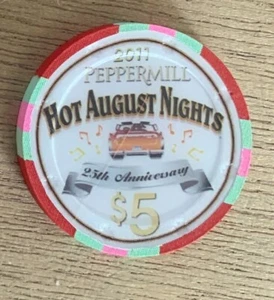 2011
PEPPERMILL
HOT AUGUST NIGHTS
25th Anniversary
$5